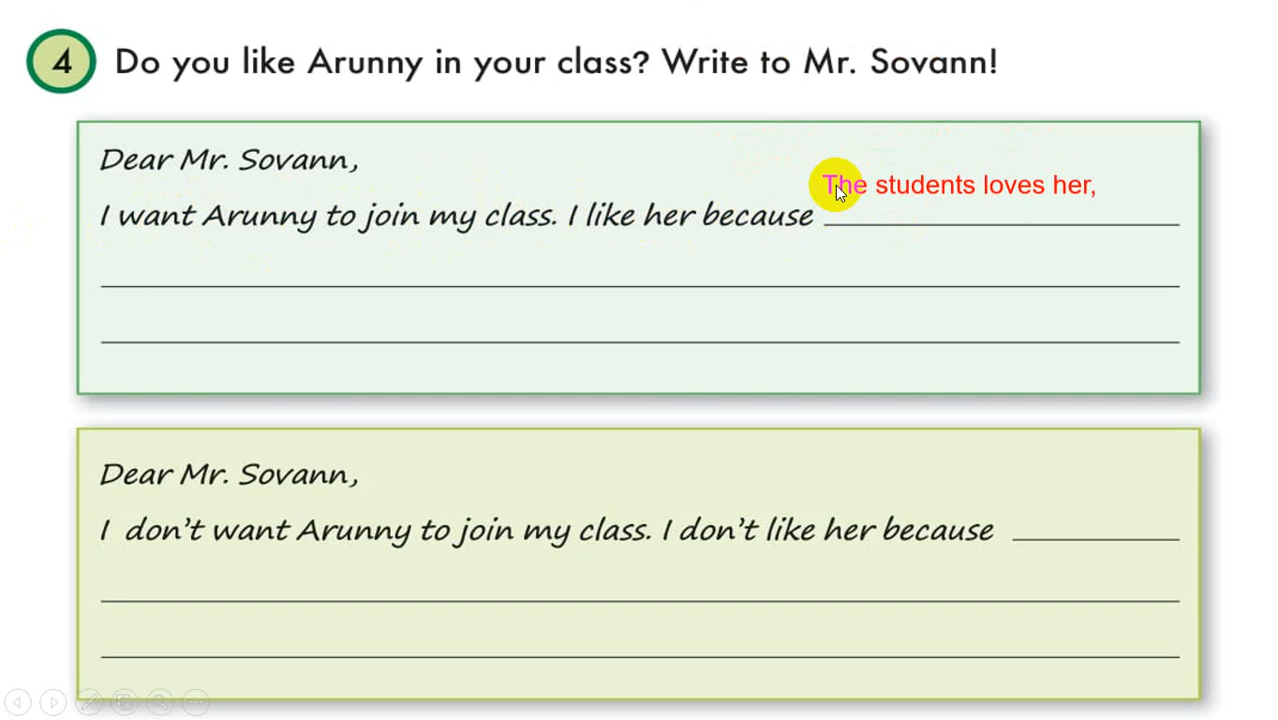 4 Do you like Arunny in your class? Write to Mr. Sovann!
Dear Mr. Sovann,
The students loves her,
I want Arunny to join my class. I like her because
Dear Mr. Sovann,
I don't want Arunny to join my class. I don't like her because